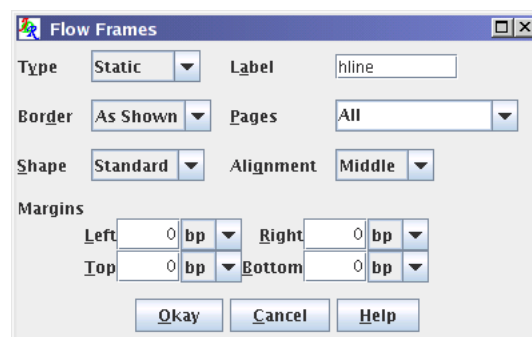 Flow Frames
Type Static Label hline
Border As Shown Pages All
Shape Standard Alignment Middle
Margins
Left 0 bp Right 0 bp
Top 0 bp Bottom 0 bp
Okay Cancel Help